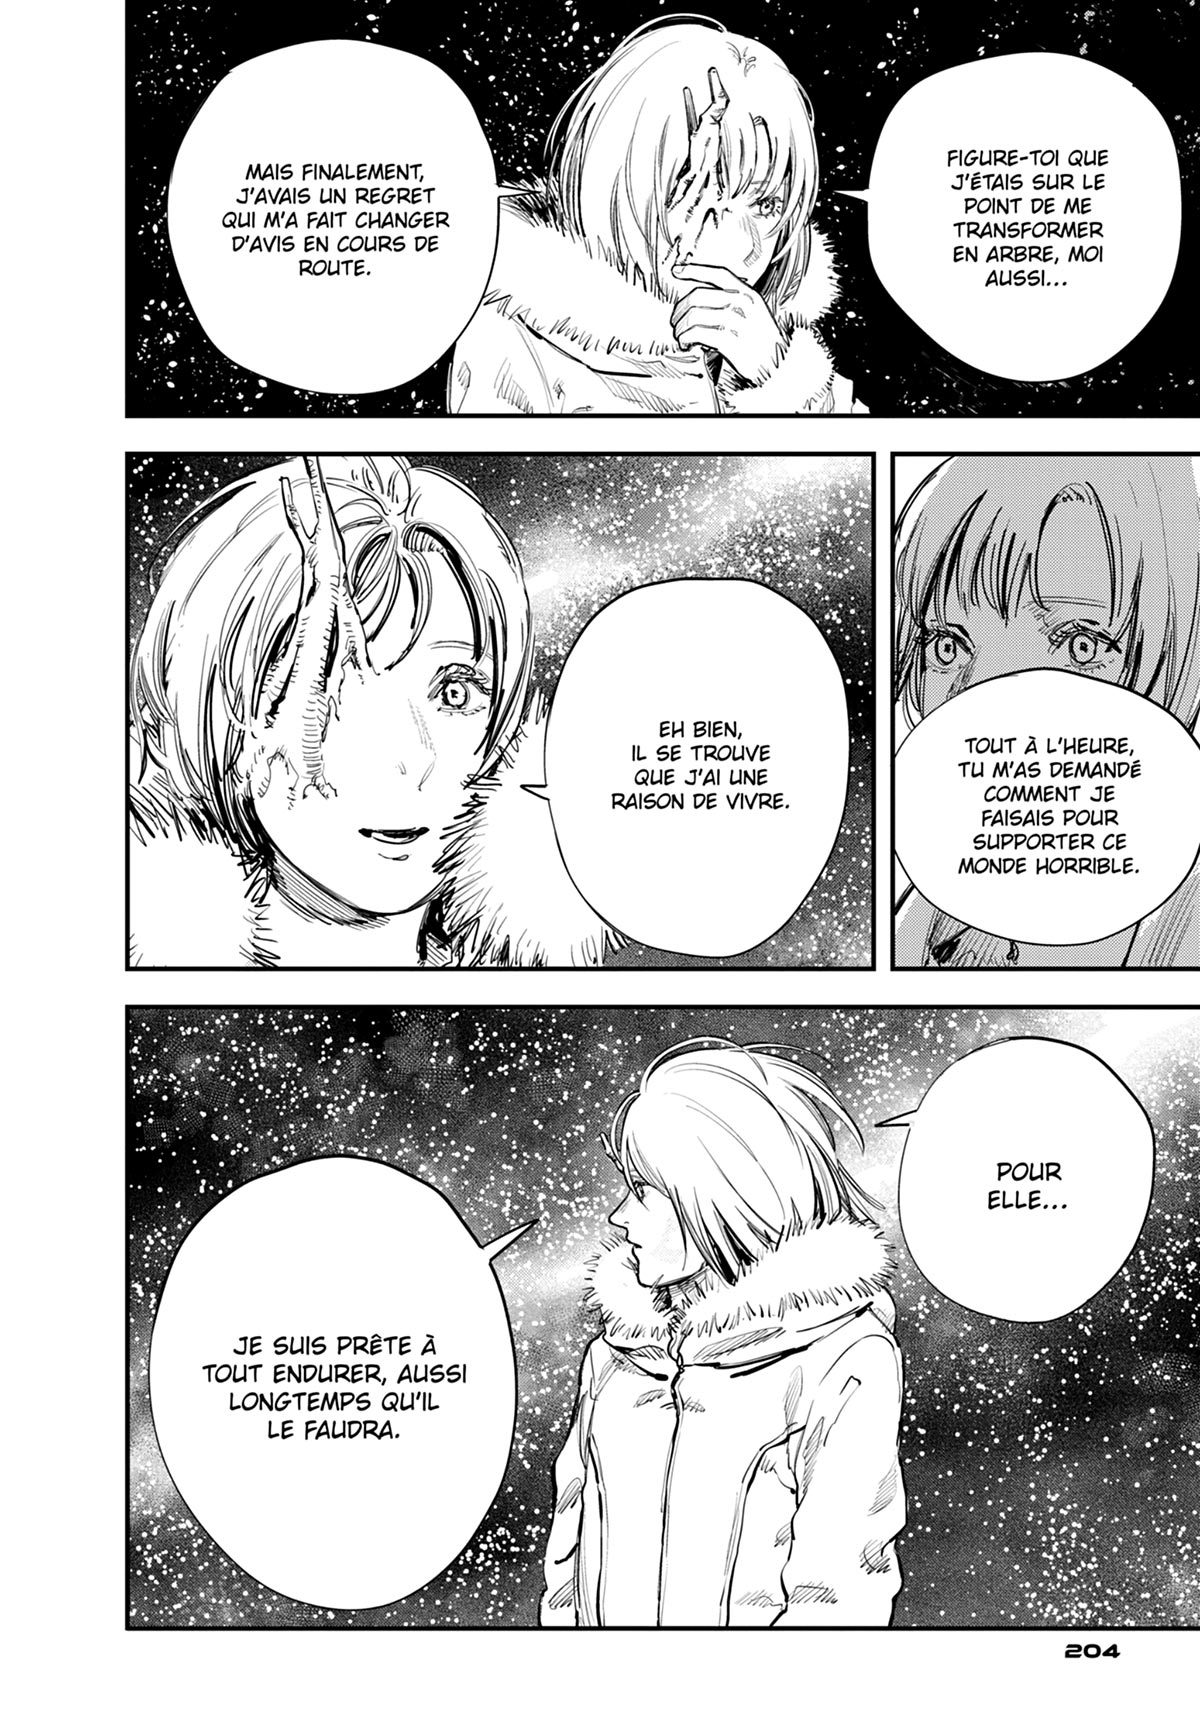 FIGURE-TOI QUE
J'ÉTAIS SUR LE
POINT DE ME
TRANSFORMER
EN ARBRE, MOI
AUSSI...
MAIS FINALEMENT,
J'AVAIS UN REGRET
QUI M'A FAIT CHANGER
D'AVIS EN COURS DE
ROUTE.
TOUT À L'HEURE,
TU M'AS DEMANDÉ
COMMENT JE
FAISAIS POUR
SUPPORTER CE
MONDE HORRIBLE.
EH BIEN,
IL SE TROUVE
QUE J'AI UNE
RAISON DE VIVRE.
POUR
ELLE...
JE SUIS PRÊTE À
TOUT ENDURER, AUSSI
LONGTEMPS QU'IL
LE FAUDRA.
204